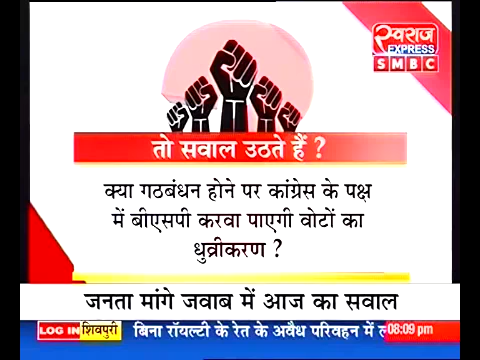 स्वराज
EXPRESS
SMBC
तो सवाल उठते हैं ?
क्या गठबंधन होने पर कांग्रेस के पक्ष
में बीएसपी करवा पाएगी वोटों का
धुव्रीकरण ?
जनता मांगे जवाब में आज का सवाल
LOG IN शिवपुरी बिना रॉयल्टी के रेत के अवैध परिवहन में 08:09 pm